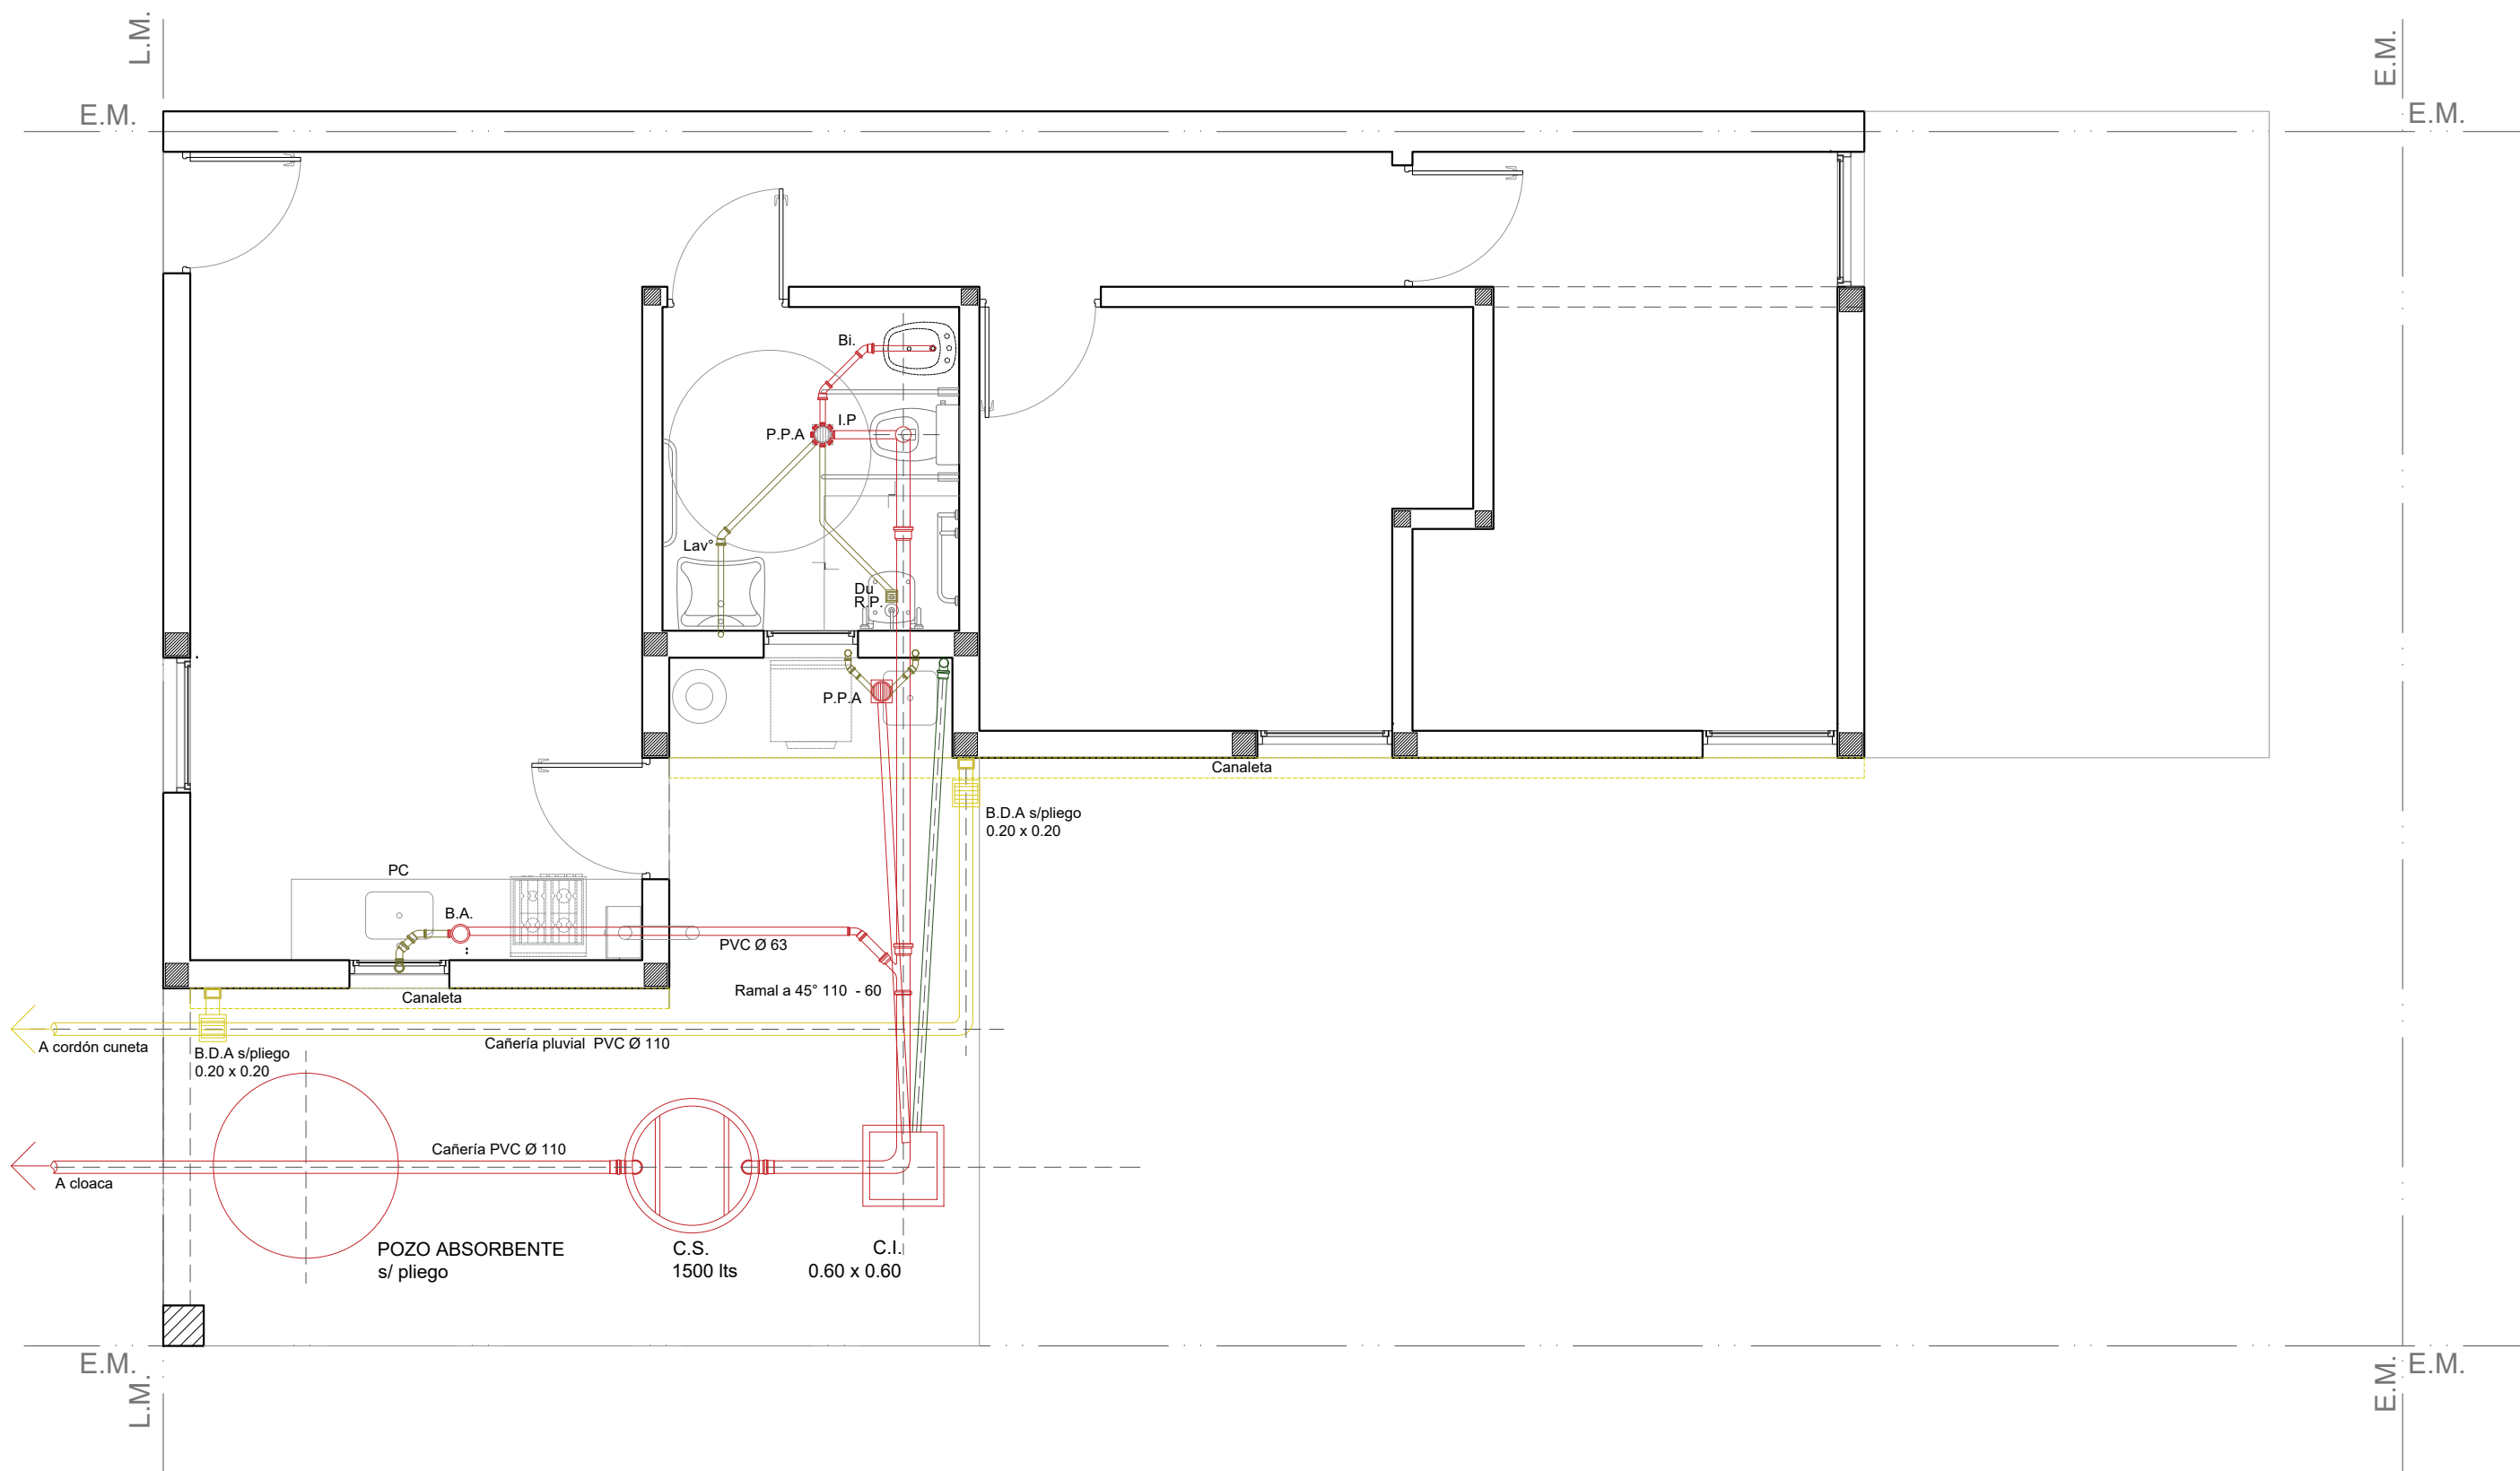 L.M.
E.M.
E.M.
E.M.
Bi.
I.P
P.P.A
Lav°
Du
R.P.
P.P.A
Canaleta
B.D.A s/pliego
0.20 x 0.20
PC
B.A.
PVC Ø 63
Ramal a 45° 110 - 60
Canaleta
A cordón cuneta
Cañería pluvial PVC Ø 110
B.D.A s/pliego
0.20 x 0.20
Cañería PVC Ø 110
A cloaca
POZO ABSORBENTE
s/ pliego
C.S.
1500 lts
C.I.
0.60 x 0.60
E.M.
L.M.
E.M.
E.M.